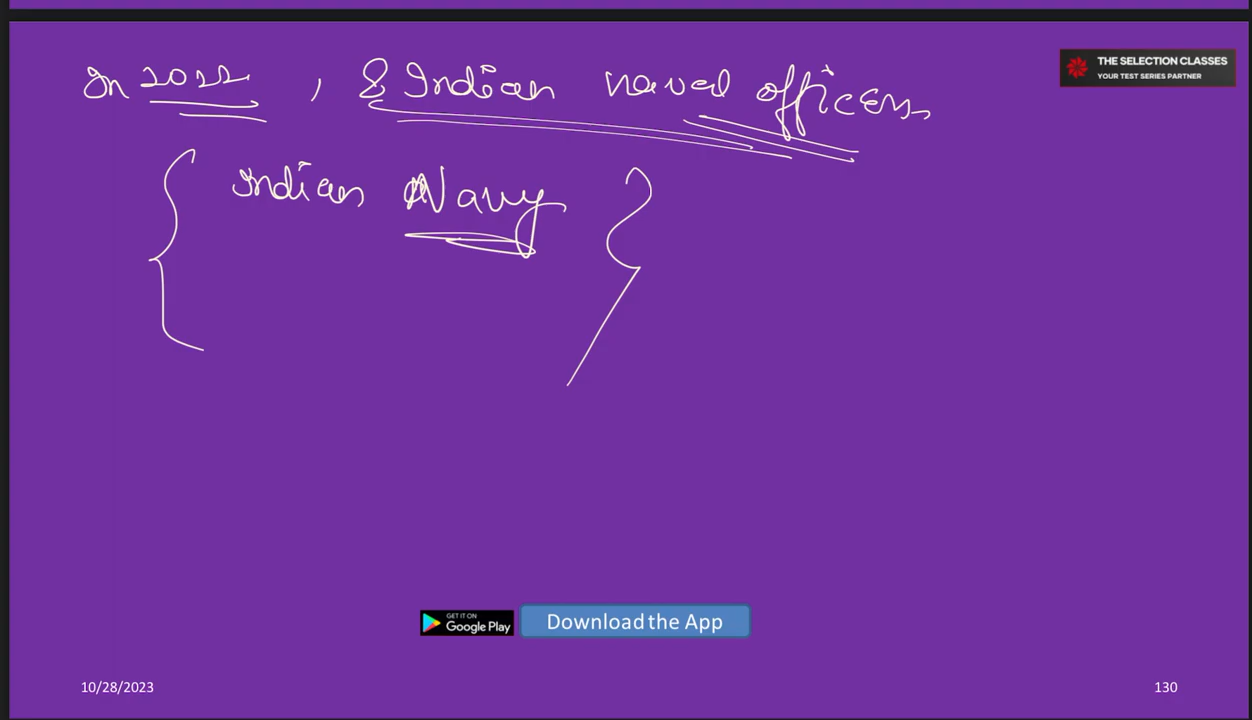 In 2022, 8 Indian naval officers
THE SELECTION CLASSES
YOUR TEST SERIES PARTNER
Indian Navy
GET IT ON
Google Play
Download the App
10/28/2023
130